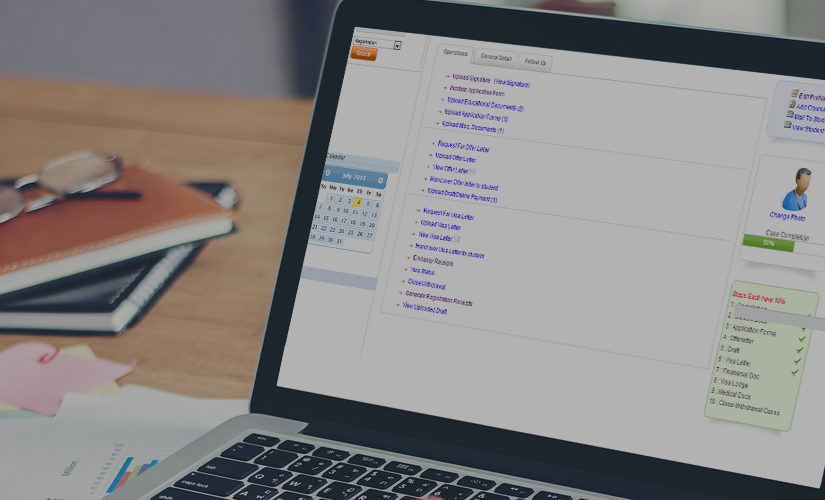 Registration
Search
Operations
General Detail
Follow Up
Upload Signature (View Signature)
Institute Application Form
Upload Educational Documents (2)
Upload Application Forms (1)
Upload Misc. Documents (1)
Request For Offer Letter
Upload Offer Letter
View Offer Letter
Hand over Offer letter to student
Upload Draft/Online Payment (1)
Request For Visa Letter
Upload Visa Letter
View Visa Letter
Hand over Visa Letter to student
Embassy Receipts
Visa Status
Close/Withdrawal
Generate Registration Receipts
View Uploaded Draft
Calender
July 2013
Su Mo Tu We Th Fr Sa
1 2 3 4 5 6
7 8 9 10 11 12 13
14 15 16 17 18 19 20
21 22 23 24 25 26 27
28 29 30 31
Edit Profile
Add Course
Mail To Stud
View Student
Change Photo
Case Completion
60%
Steps Each have 10%
1 :
2 :
3 : Application Forms
4 : Offerletter
5 : Draft
6 : Visa Letter
7 : Finanacial Doc
8 : Visa Lodge
9 : Medical Docs
10 : Close-Withdrawal Cases
Million
caps lock